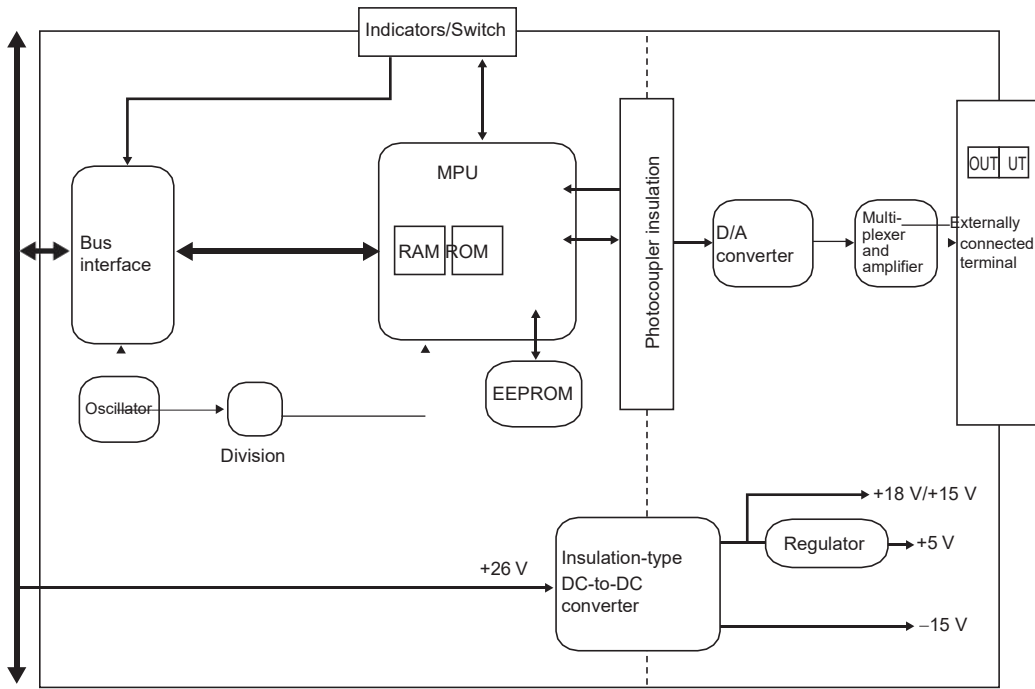 Indicators/Switch
MPU
RAM
ROM
Bus
interface
Photocoupler insulation
D/A
converter
Multi-
plexer
and
amplifier
OUT
UT
Externally
connected
terminal
EEPROM
Oscillator
Division
+18 V/+15 V
Regulator
+5 V
+26 V
Insulation-type
DC-to-DC
converter
–15 V